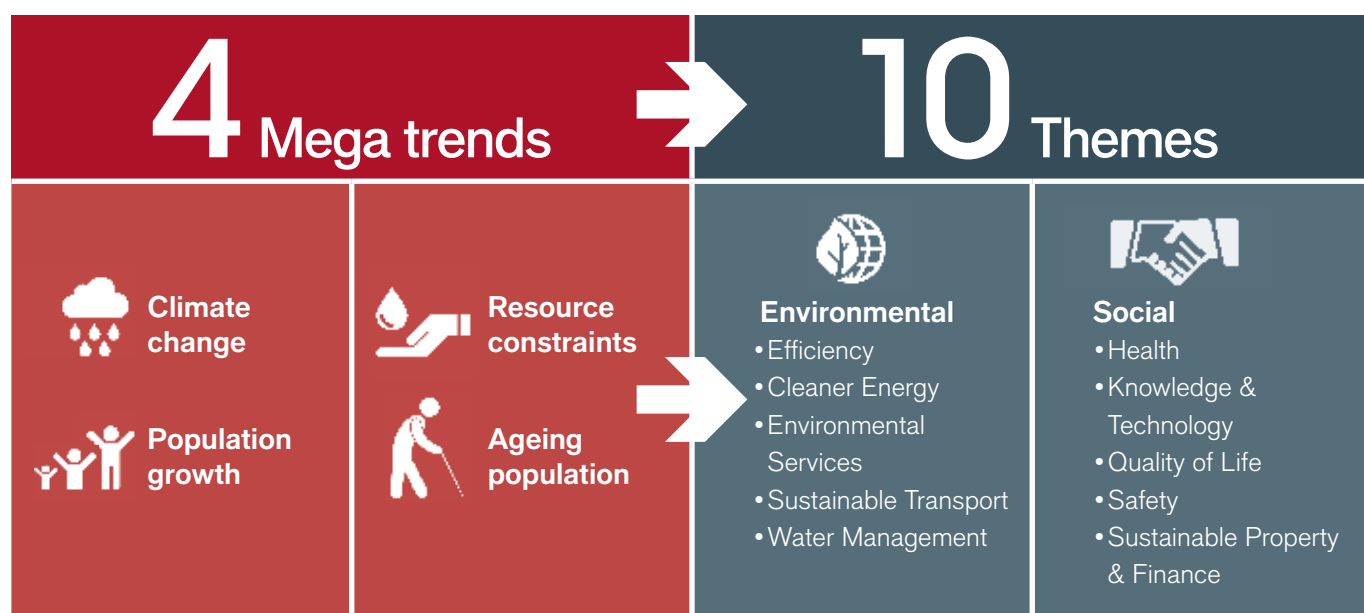 4 Mega trends
10 Themes
Climate
change
Population
growth
Resource
constraints
Ageing
population
Environmental
•Efficiency
•Cleaner Energy
•Environmental
Services
•Sustainable Transport
•Water Management
Social
•Health
•Knowledge &
Technology
•Quality of Life
•Safety
•Sustainable Property
& Finance